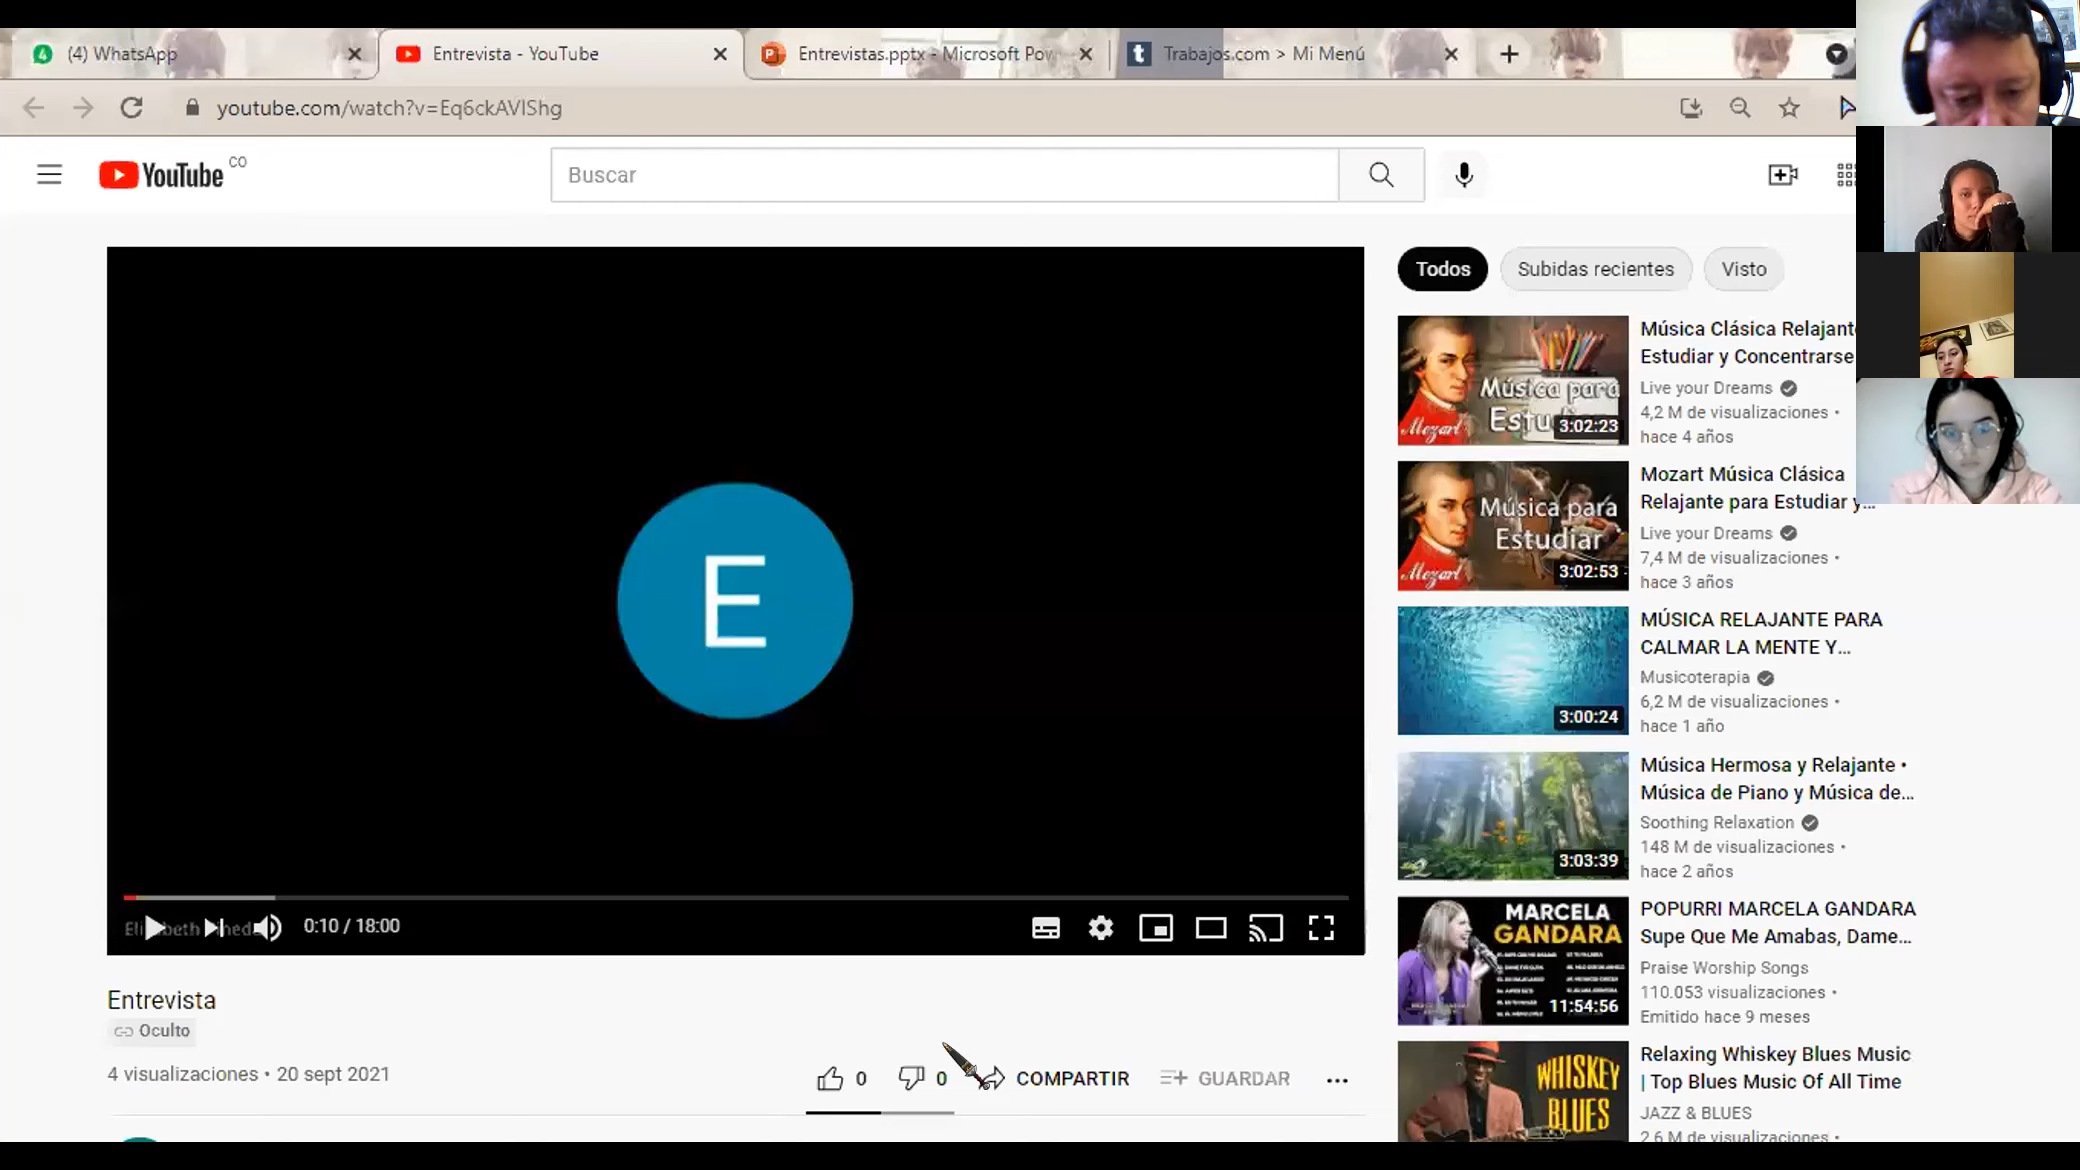 (4) WhatsApp
Entrevista - YouTube
Entrevistas.pptx - Microsoft Pow
Trabajos.com > Mi Menú
youtube.com/watch?v=Eq6ckAVlShg
YouTube CO
Buscar
Todos
Subidas recientes
Visto
E
0:10 / 18:00
Entrevista
Oculto
4 visualizaciones • 20 sept 2021
0
0
COMPARTIR
GUARDAR
Música para
Estu
Mozart
3:02:23
Música Clásica Relajante
Estudiar y Concentrarse
Live your Dreams
4,2 M de visualizaciones •
hace 4 años
Música para
Estudiar
Mozart
3:02:53
Mozart Música Clásica
Relajante para Estudiar y...
Live your Dreams
7,4 M de visualizaciones •
hace 3 años
3:00:24
MÚSICA RELAJANTE PARA
CALMAR LA MENTE Y...
Musicoterapia
6,2 M de visualizaciones •
hace 1 año
3:03:39
Música Hermosa y Relajante •
Música de Piano y Música de...
Soothing Relaxation
148 M de visualizaciones •
hace 2 años
MARCELA
GANDARA
11:54:56
POPURRI MARCELA GANDARA
Supe Que Me Amabas, Dame...
Praise Worship Songs
110.053 visualizaciones •
Emitido hace 9 meses
WHISKEY
BLUES
Relaxing Whiskey Blues Music
| Top Blues Music Of All Time
JAZZ & BLUES
2,6 M de visualizaciones •